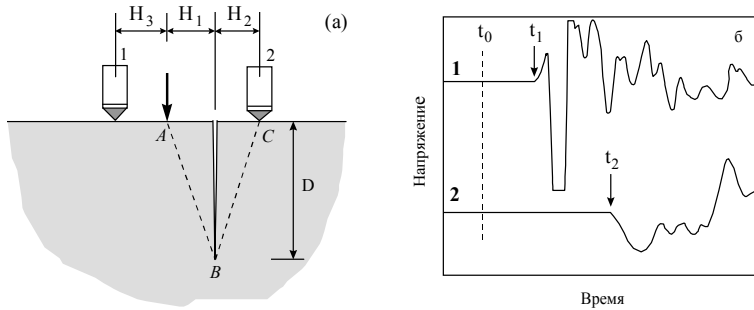 H₃ H₁ H₂
(a)
1
2
A
C
D
B
t₀
t₁
б
1
t₂
2
Напряжение
Время